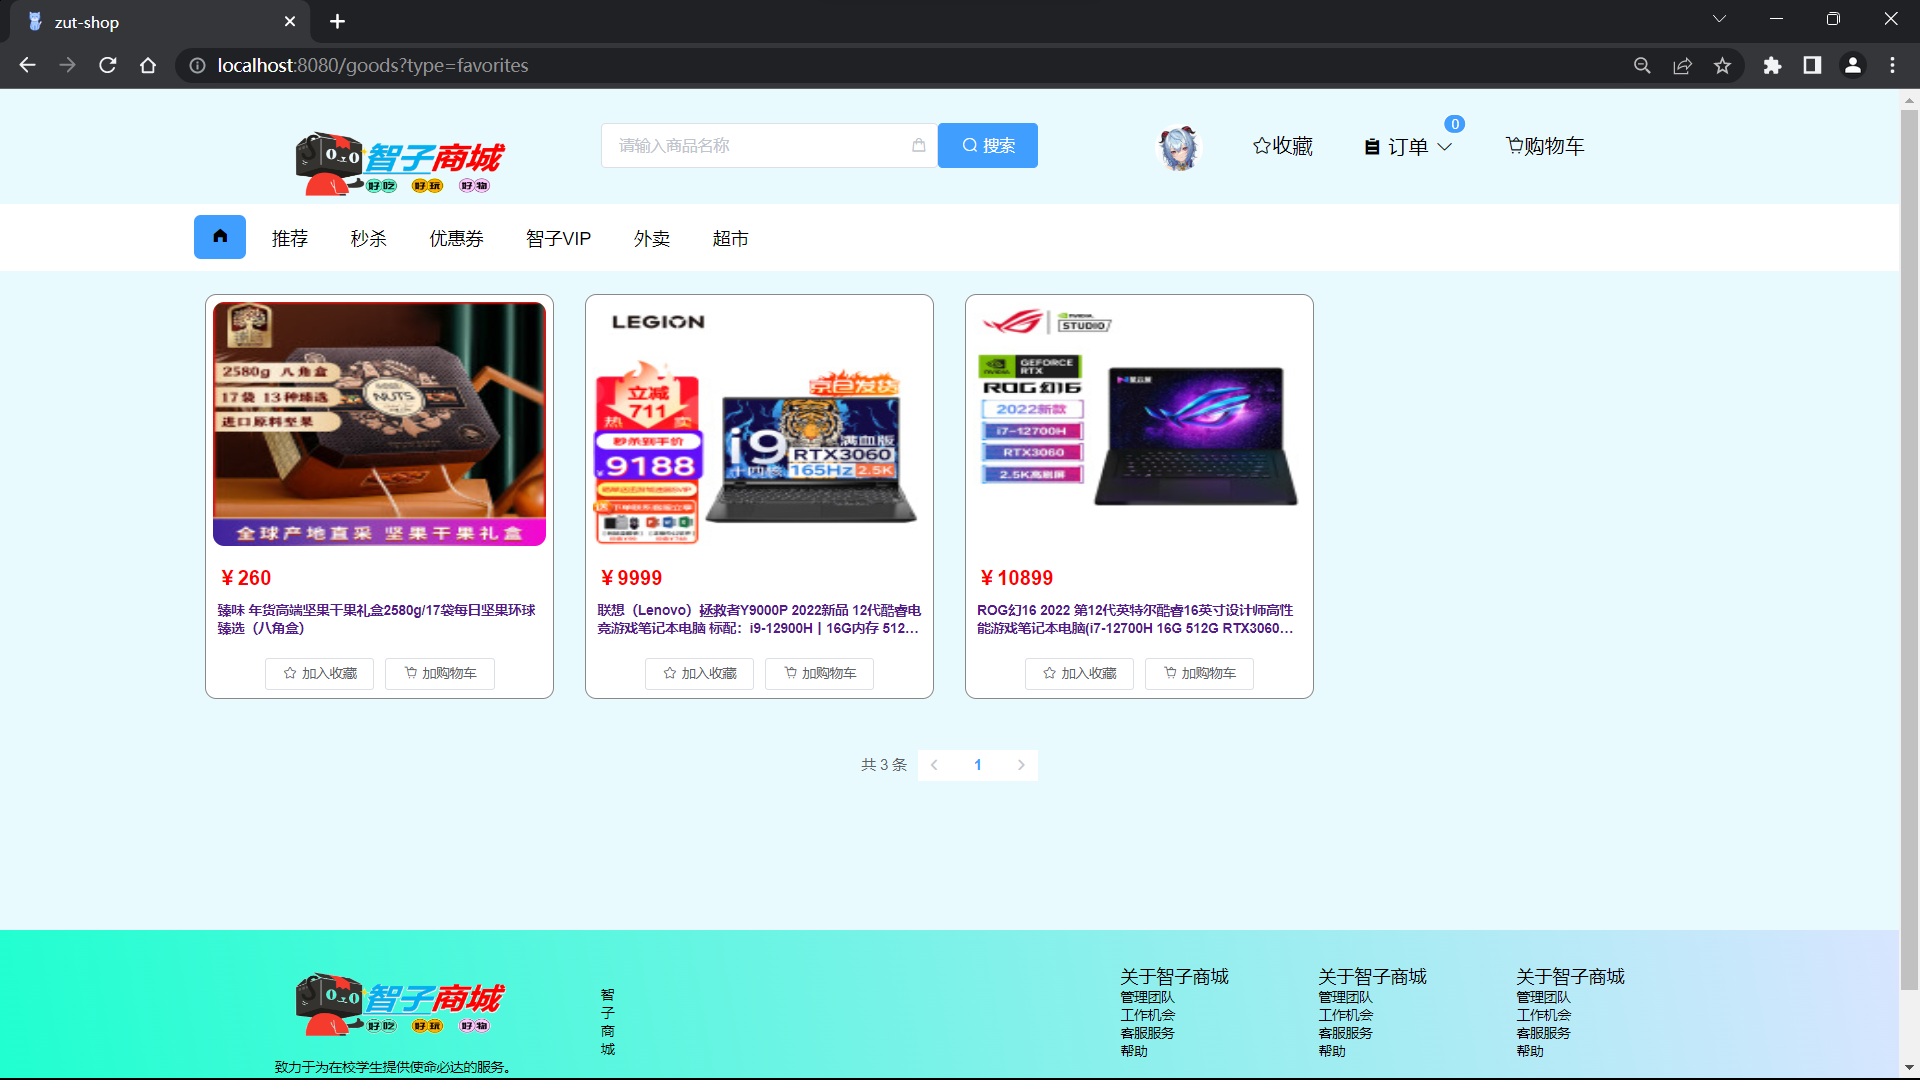 zut-shop
localhost:8080/goods?type=favorites
智子商城
好吃 好玩 好物
请输入商品名称
搜索
收藏
订单
0
购物车
推荐
秒杀
优惠券
智子VIP
外卖
超市
2580g 八角盒
17袋 13种臻选
进口原料坚果
NUTS
全球产地直采 坚果干果礼盒
¥ 260
臻味 年货高端坚果干果礼盒2580g/17袋每日坚果环球
臻选（八角盒）
加入收藏
加购物车
LEGION
立减
711
热 卖
秒杀到手价
¥9188
京仓发货
i9
满血版
RTX3060
十四核 165Hz 2.5K
¥ 9999
联想（Lenovo）拯救者Y9000P 2022新品 12代酷睿电
竞游戏笔记本电脑 标配：i9-12900H丨16G内存 512…
加入收藏
加购物车
NVIDIA
STUDIO
GEFORCE
RTX
ROG幻16
2022新款
i7-12700H
RTX3060
2.5K高刷屏
¥ 10899
ROG幻16 2022 第12代英特尔酷睿16英寸设计师高性
能游戏笔记本电脑(i7-12700H 16G 512G RTX3060…
加入收藏
加购物车
共 3 条
1
智子商城
好吃 好玩 好物
致力于为在校学生提供使命必达的服务。
智
子
商
城
关于智子商城
管理团队
工作机会
客服服务
帮助
关于智子商城
管理团队
工作机会
客服服务
帮助
关于智子商城
管理团队
工作机会
客服服务
帮助